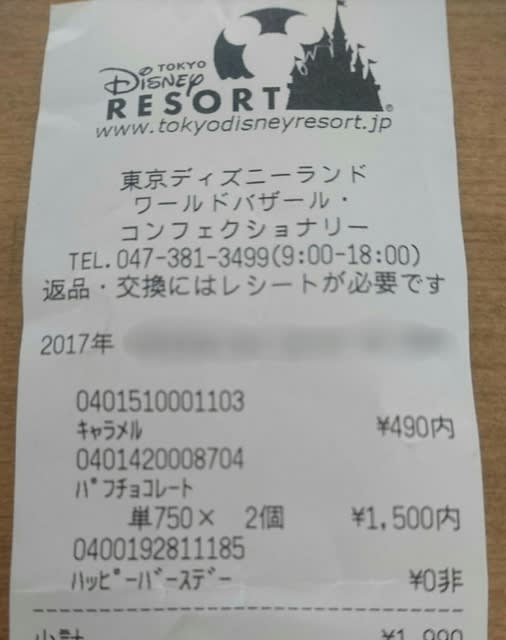 TOKYO
Disney
RESORT
www.tokyodisneyresort.jp
東京ディズニーランド
ワールドバザール・
コンフェクショナリー
TEL.047-381-3499(9:00-18:00)
返品・交換にはレシートが必要です
2017年
0401510001103
ｷｬﾗﾒﾙ ¥490内
0401420008704
ﾊﾟﾌﾁｮｺﾚｰﾄ
単750× 2個 ¥1,500内
0400192811185
ﾊｯﾋﾟｰﾊﾞｰｽﾃﾞｰ ¥0非
小計 ¥1,990